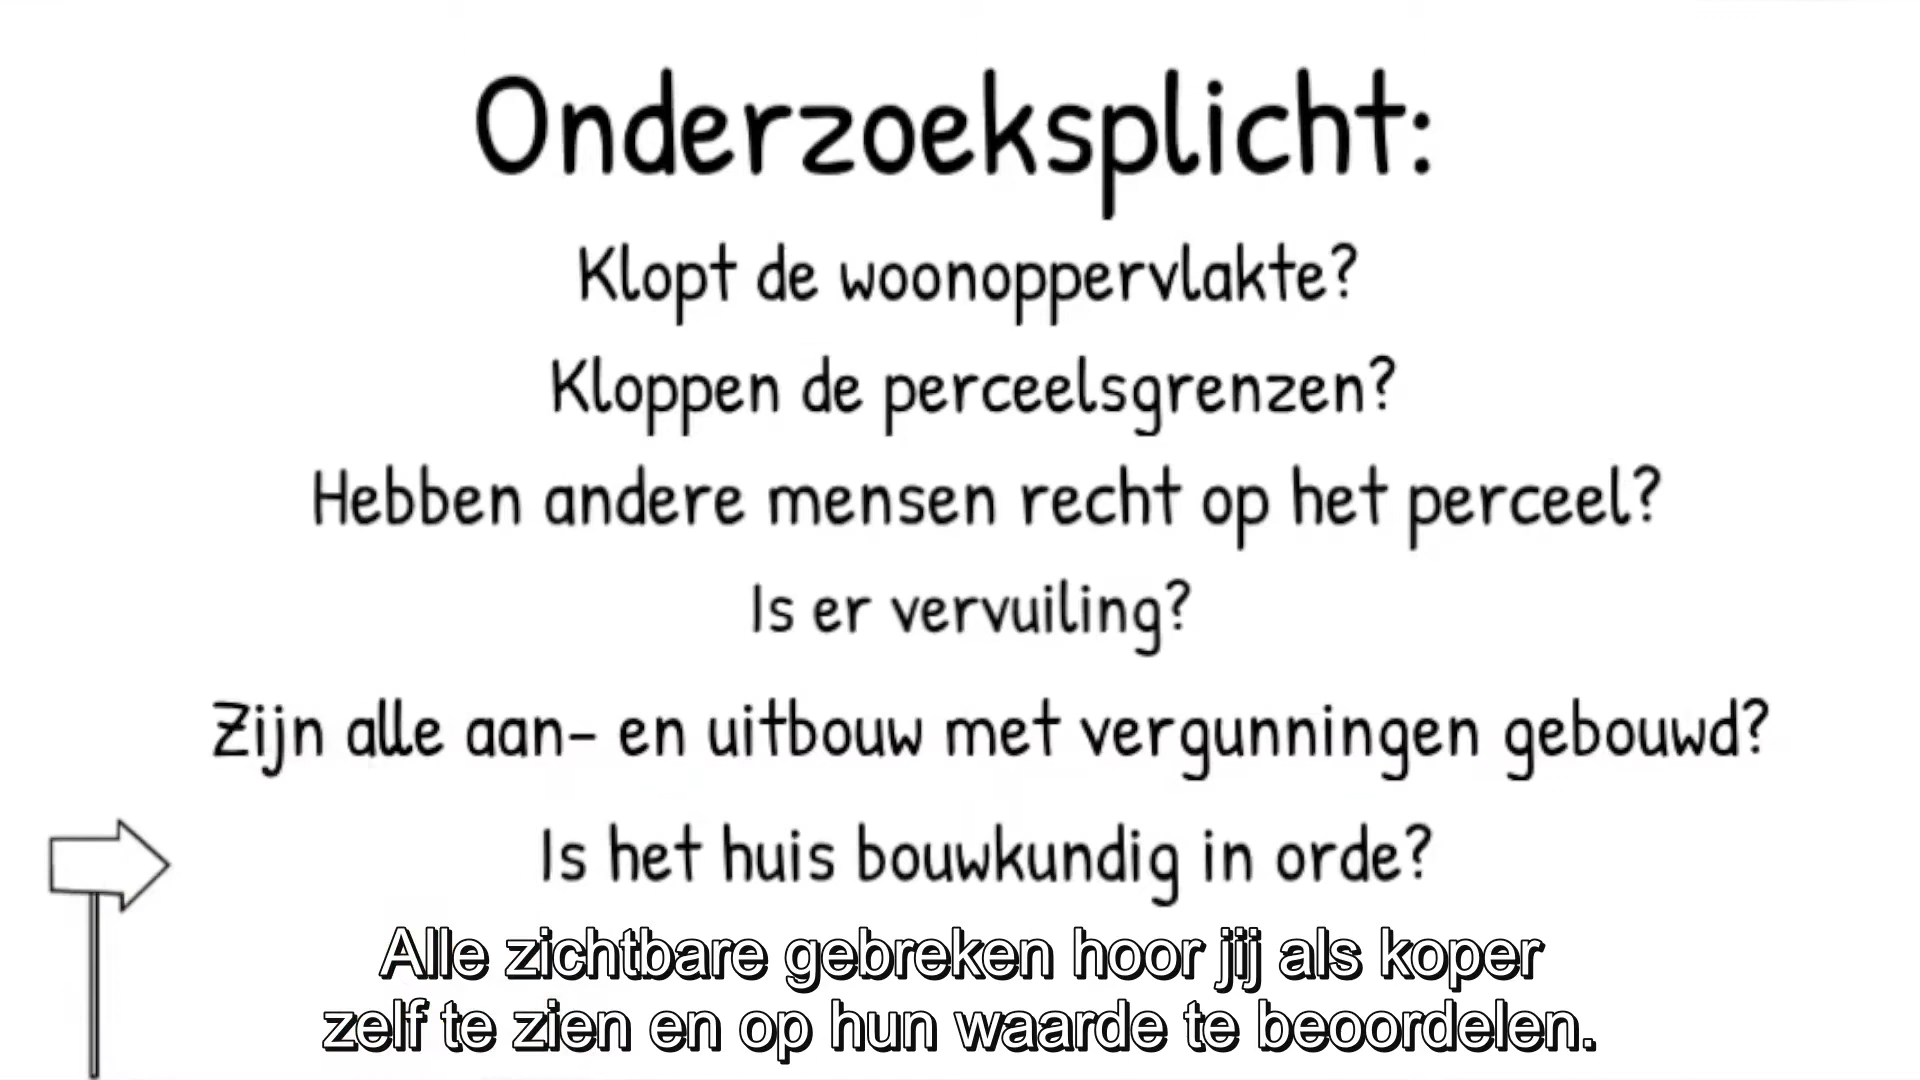 Onderzoeksplicht:
Klopt de woonoppervlakte?
Kloppen de perceelsgrenzen?
Hebben andere mensen recht op het perceel?
Is er vervuiling?
Zijn alle aan- en uitbouw met vergunningen gebouwd?
Is het huis bouwkundig in orde?
Alle zichtbare gebreken hoor jij als koper
zelf te zien en op hun waarde te beoordelen.